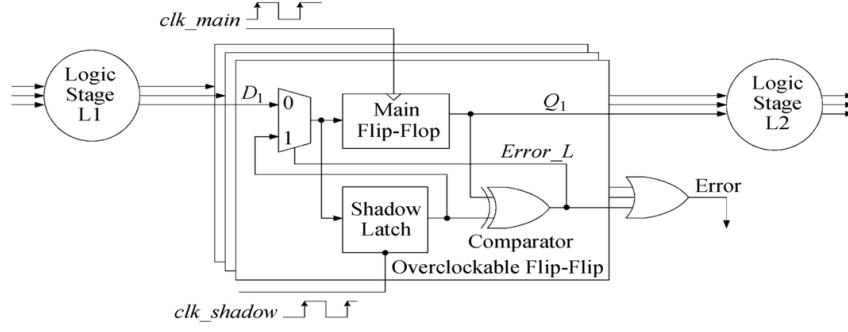 clk_main
Logic
Stage
L1
D1
0
1
Main
Flip-Flop
Q1
Logic
Stage
L2
Error_L
Error
Shadow
Latch
Comparator
Overclockable Flip-Flip
clk_shadow